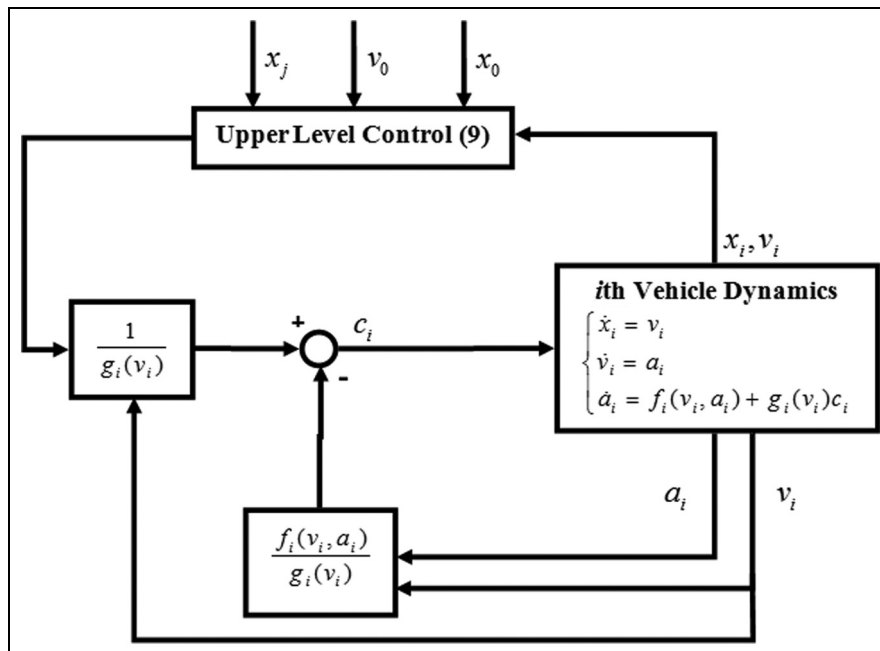 x_j v_0 x_0
Upper Level Control (9)
x_i, v_i
ith Vehicle Dynamics
ẋ_i = v_i
v̇_i = a_i
ȧ_i = f_i(v_i, a_i) + g_i(v_i)c_i
1
g_i(v_i)
+
c_i
-
a_i v_i
f_i(v_i, a_i)
g_i(v_i)